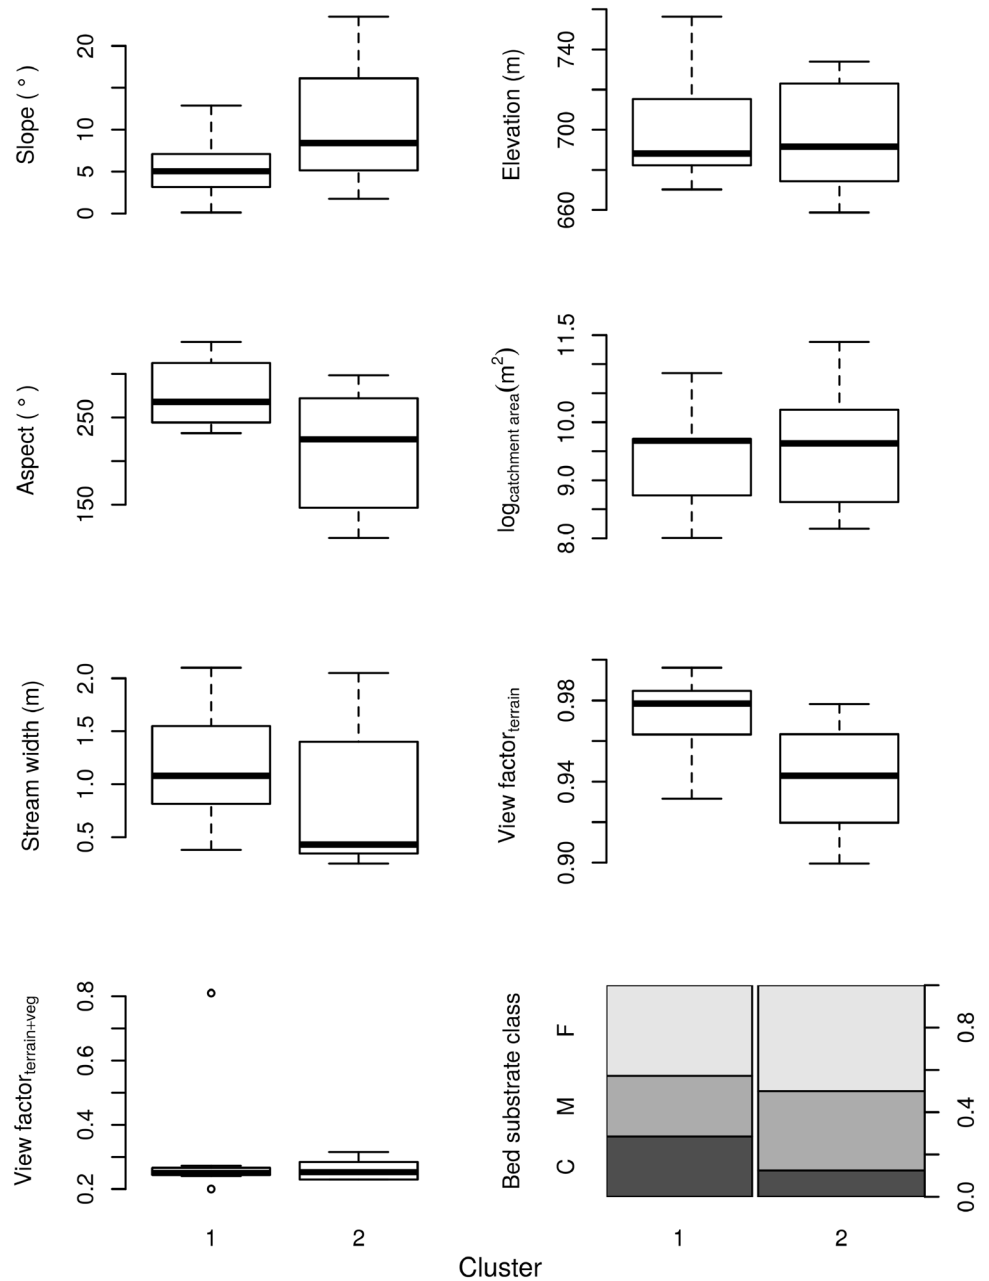 Slope ( ° )
20
10
5
0
Elevation (m)
740
700
660
Aspect ( ° )
250
150
log catchment area (m²)
11.5
10.0
9.0
8.0
Stream width (m)
2.0
1.5
1.0
0.5
View factor terrain
0.98
0.94
0.90
View factor terrain+veg
0.8
0.6
0.4
0.2
Bed substrate class
F
M
C
0.8
0.4
0.0
1 2
1 2
Cluster